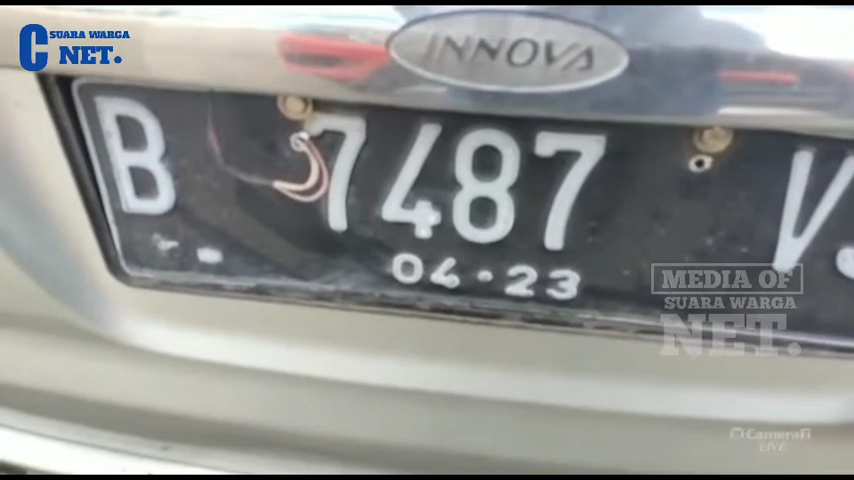 C SUARA WARGA
NET.
INNOVA
B 7487 V
04·23
MEDIA OF
SUARA WARGA
NET.
CameraFi
LIVE